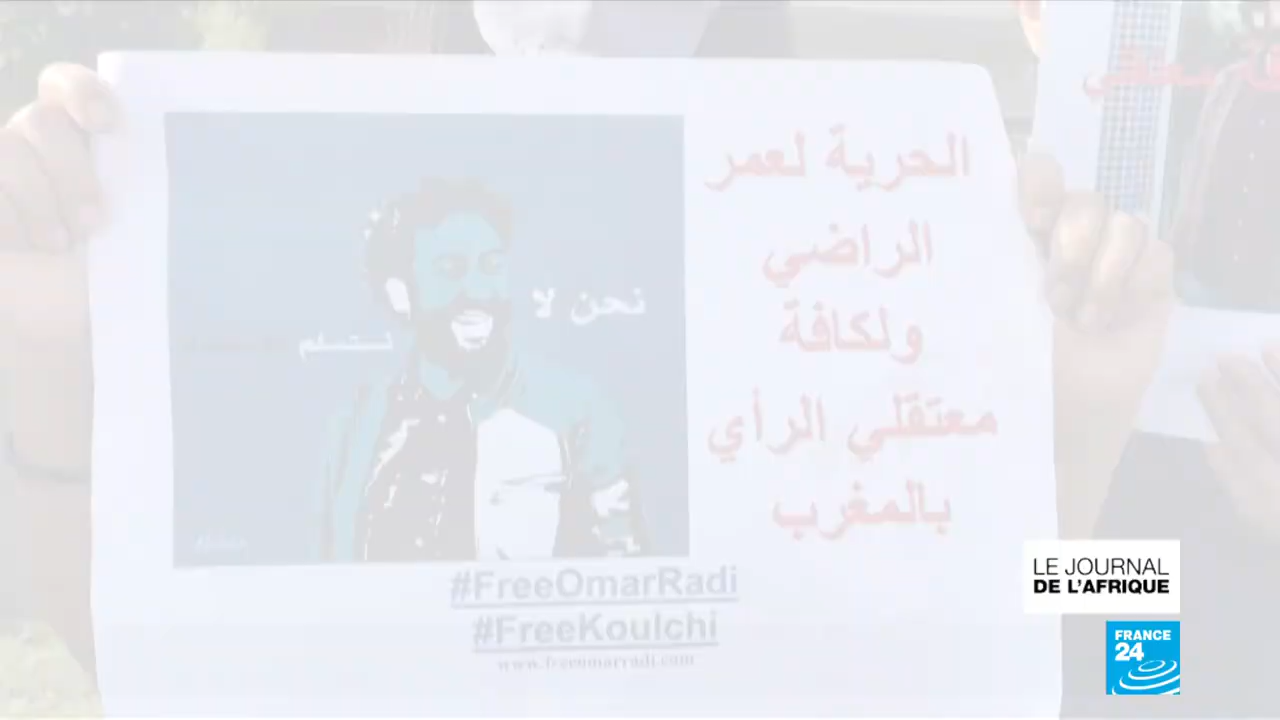 الحرية لعمر
الراضي
ولكافة
معتقلي الرأي
بالمغرب
نحن لا
نستسلم
#FreeOmarRadi
#FreeKoulchi
www.freeomarradi.com
LE JOURNAL
DE L'AFRIQUE
FRANCE
24